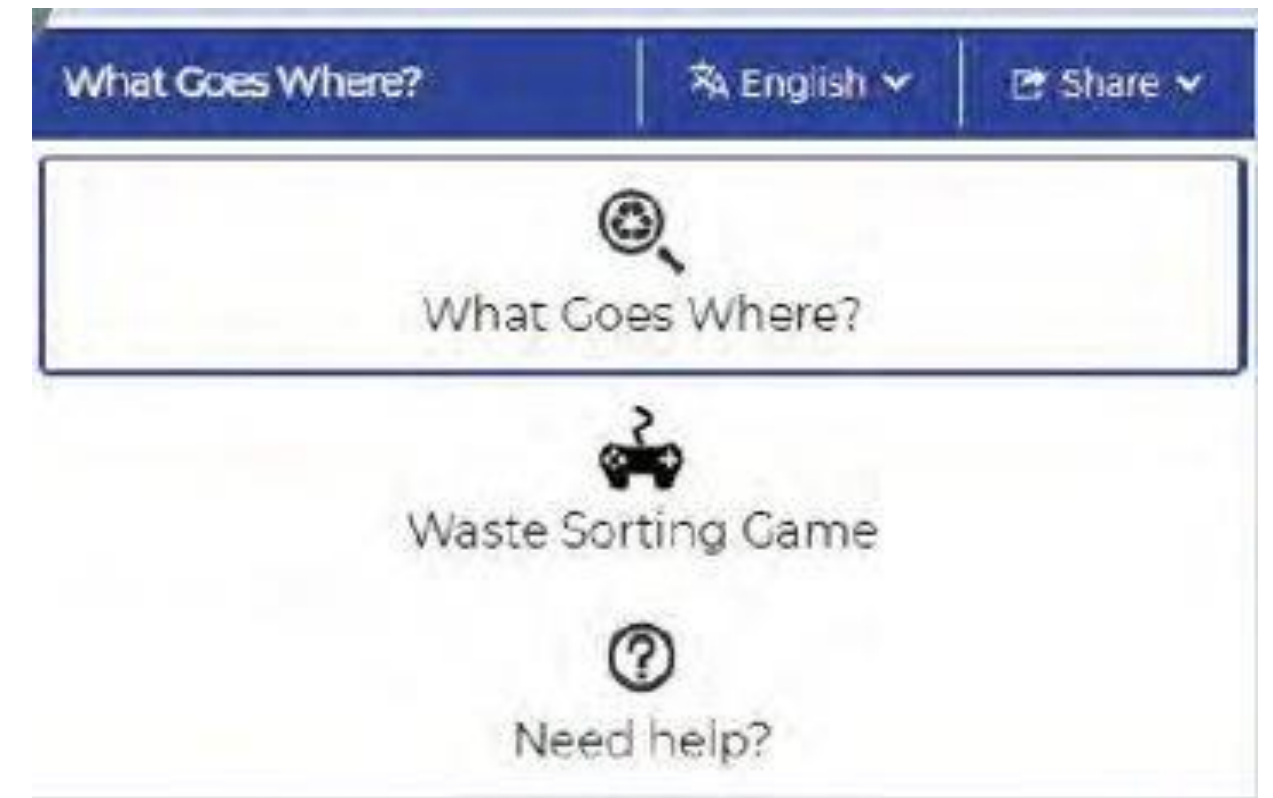 What Goes Where?
English
Share
What Goes Where?
Waste Sorting Game
Need help?